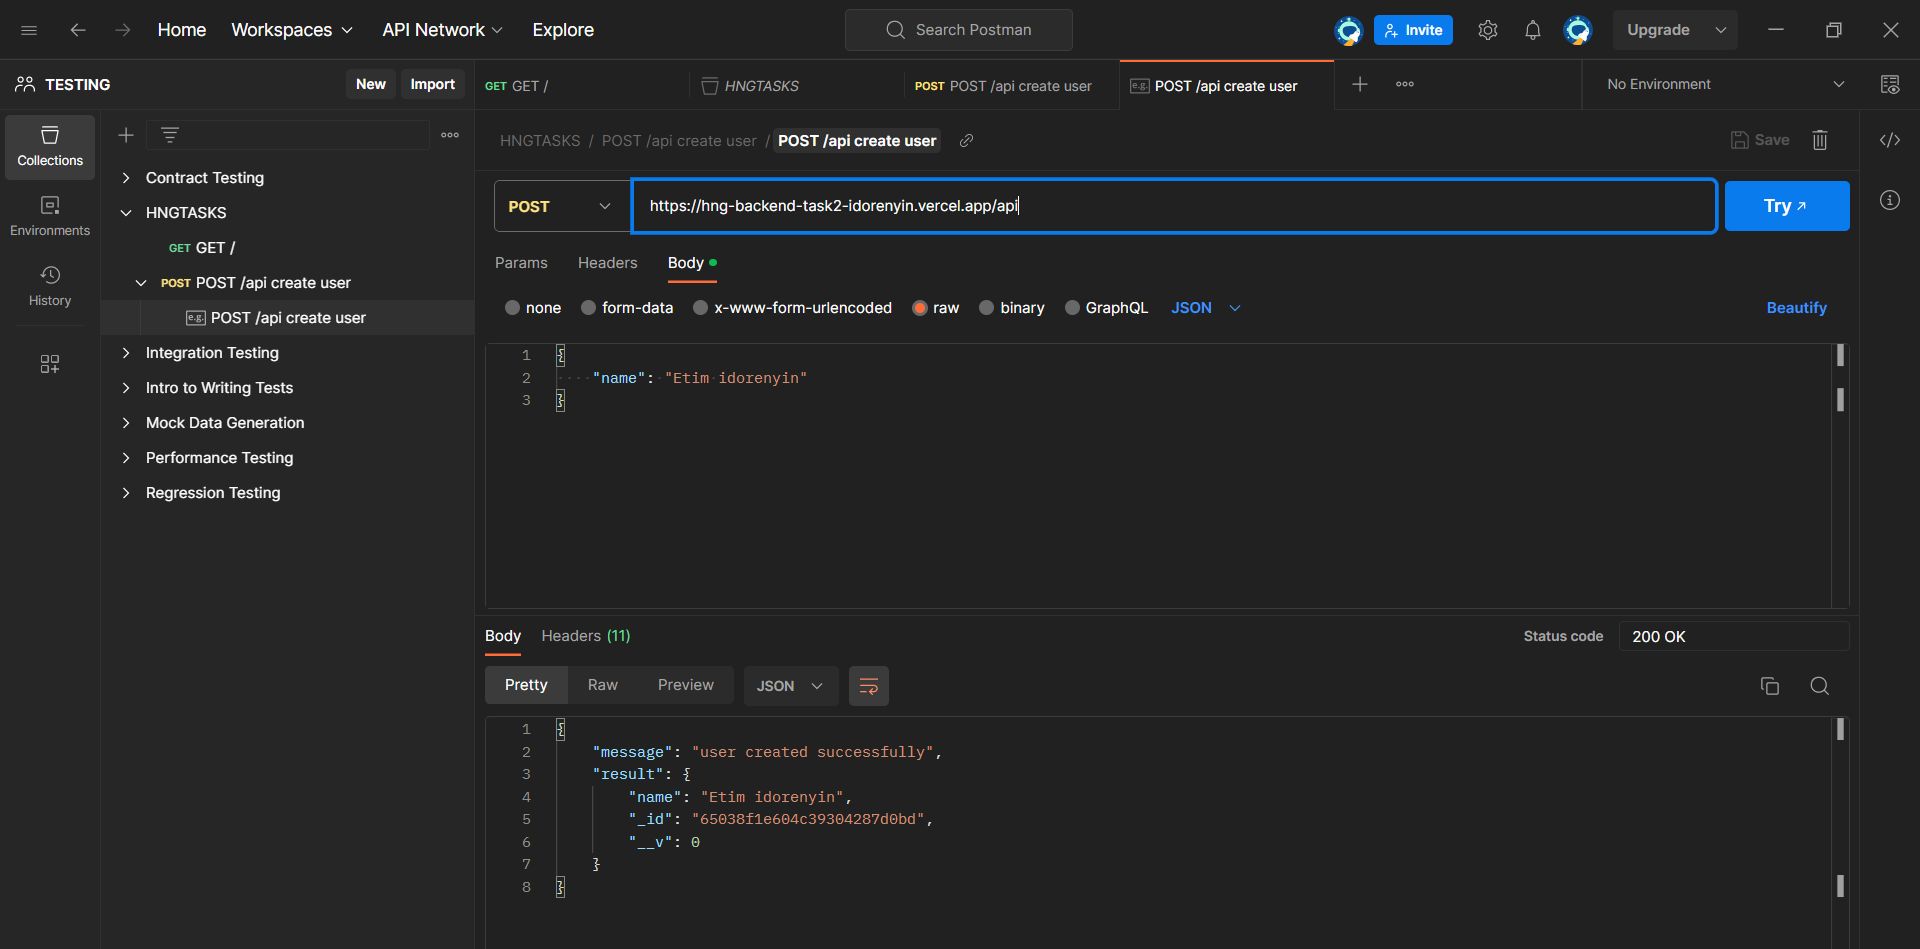 Home Workspaces API Network Explore Search Postman Invite Upgrade
TESTING New Import GET GET / HNGTASKS POST POST /api create user e.g. POST /api create user No Environment
Collections
Environments
History
Contract Testing
HNGTASKS
GET GET /
POST POST /api create user
e.g. POST /api create user
Integration Testing
Intro to Writing Tests
Mock Data Generation
Performance Testing
Regression Testing
HNGTASKS / POST /api create user / POST /api create user Save
POST https://hng-backend-task2-idorenyin.vercel.app/api Try
Params Headers Body
none form-data x-www-form-urlencoded raw binary GraphQL JSON Beautify
1 {
2 "name": "Etim idorenyin"
3 }
Body Headers (11) Status code 200 OK
Pretty Raw Preview JSON
1 {
2 "message": "user created successfully",
3 "result": {
4 "name": "Etim idorenyin",
5 "_id": "65038f1e604c39304287d0bd",
6 "__v": 0
7 }
8 }